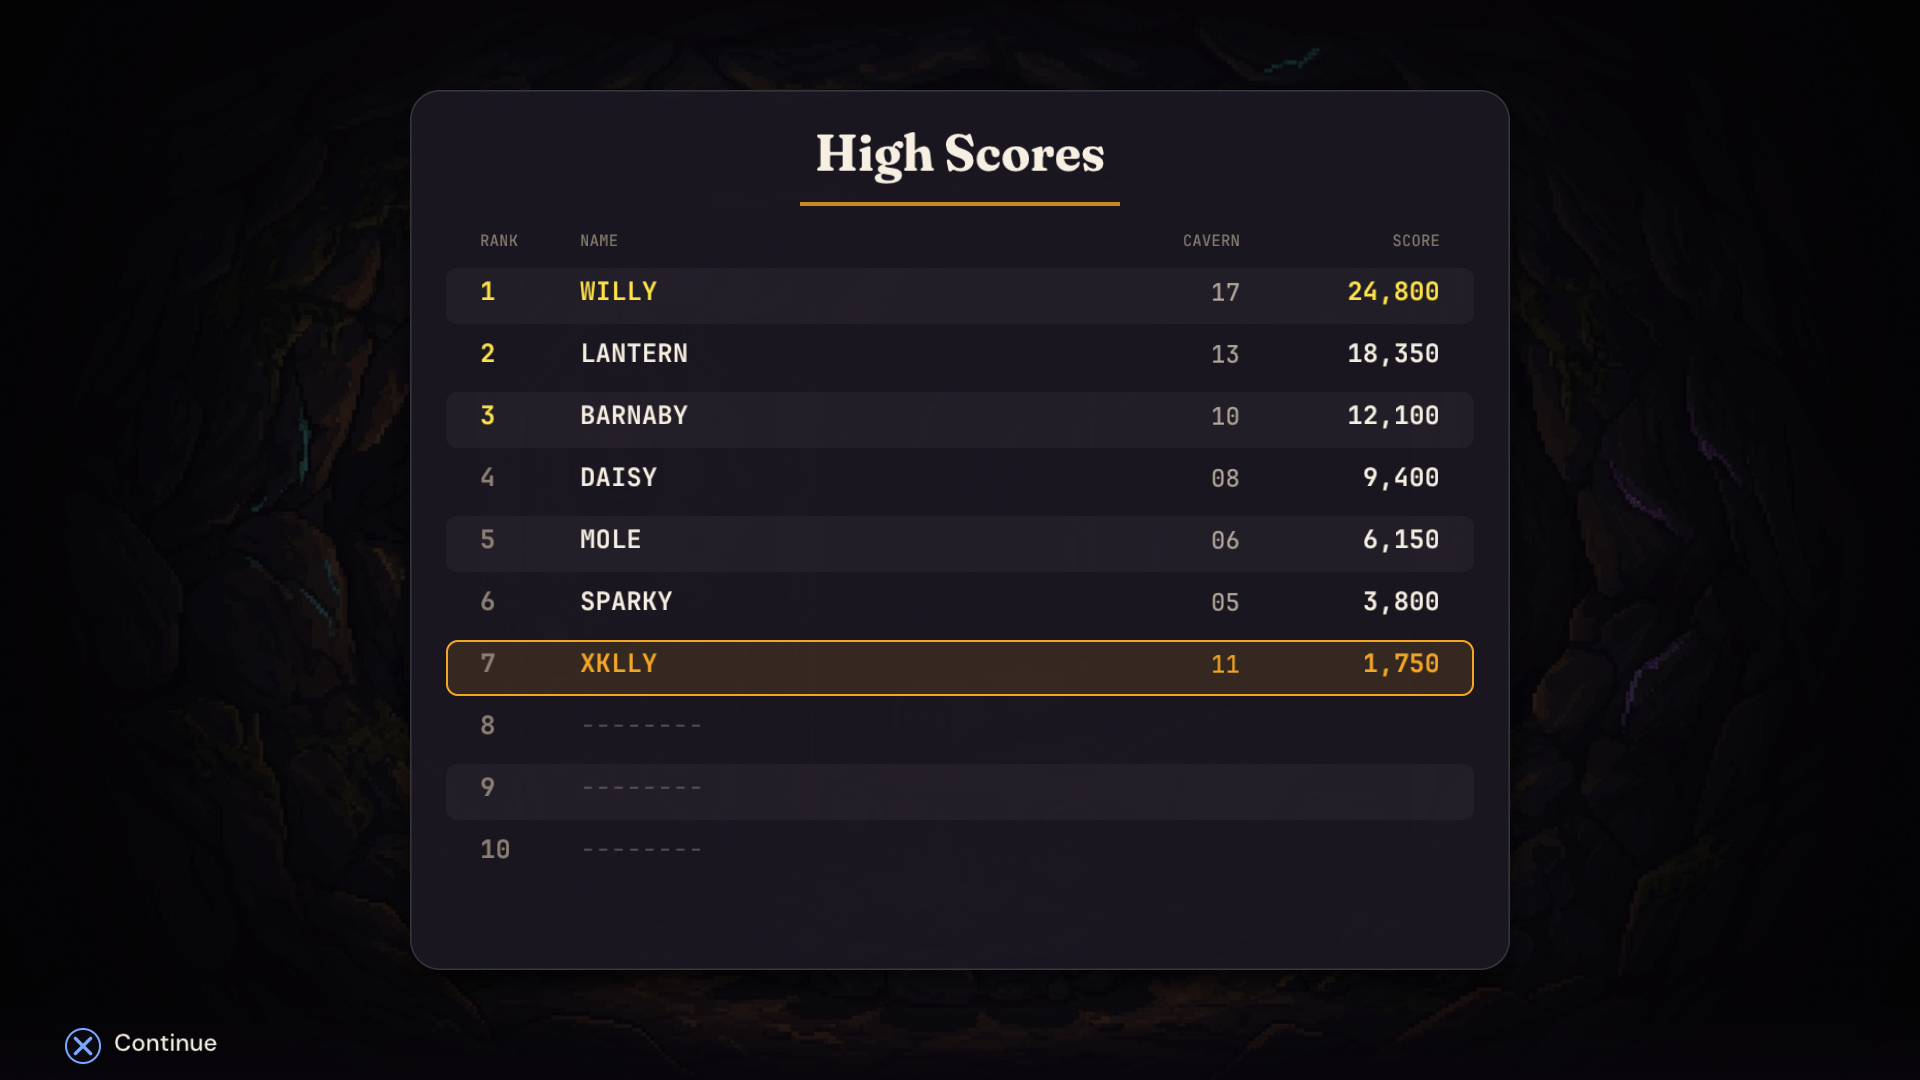 High Scores
RANK NAME CAVERN SCORE
1 WILLY 17 24,800
2 LANTERN 13 18,350
3 BARNABY 10 12,100
4 DAISY 08 9,400
5 MOLE 06 6,150
6 SPARKY 05 3,800
7 XKLLY 11 1,750
8 --------
9 --------
10 --------
Continue